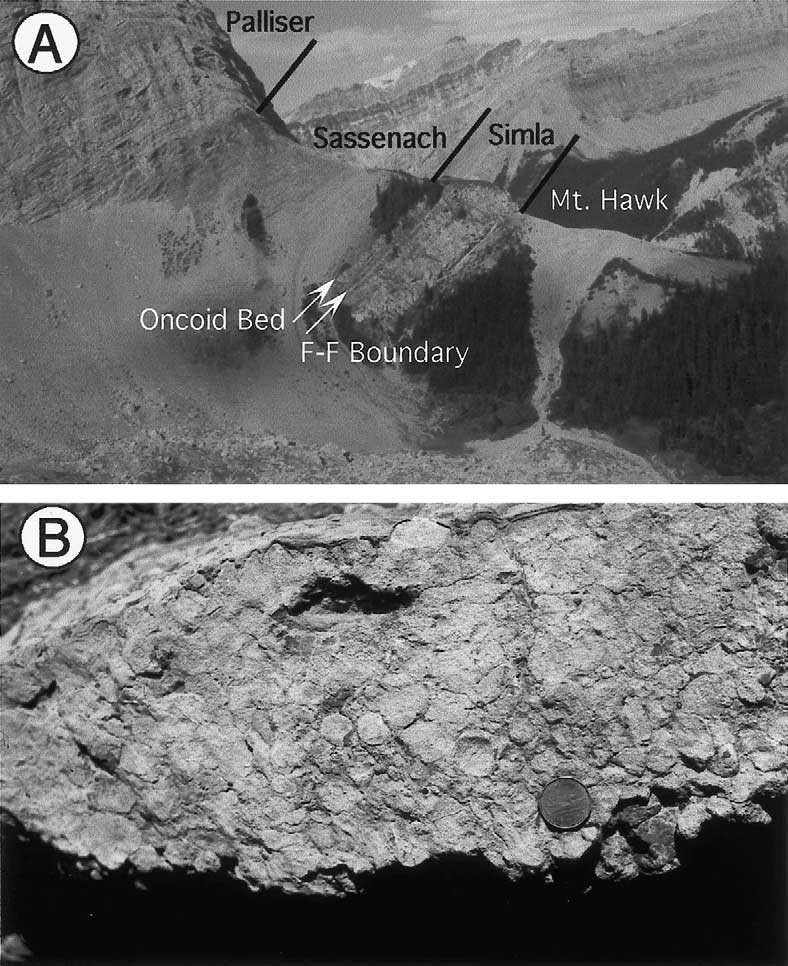 A
Palliser
Sassenach
Simla
Mt. Hawk
Oncoid Bed
F-F Boundary
B